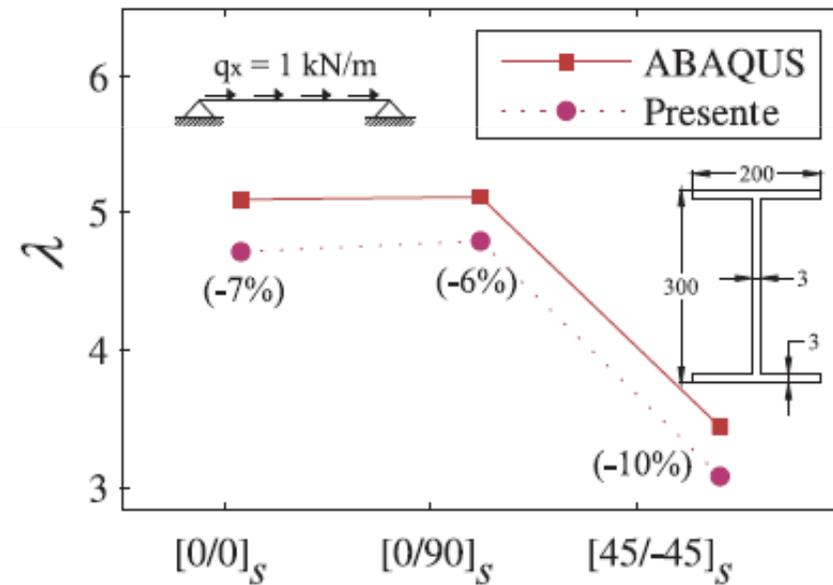 6
5
4
3
λ
qx = 1 kN/m
ABAQUS
Presente
200
300
3
3
(-7%)
(-6%)
(-10%)
[0/0]s
[0/90]s
[45/-45]s